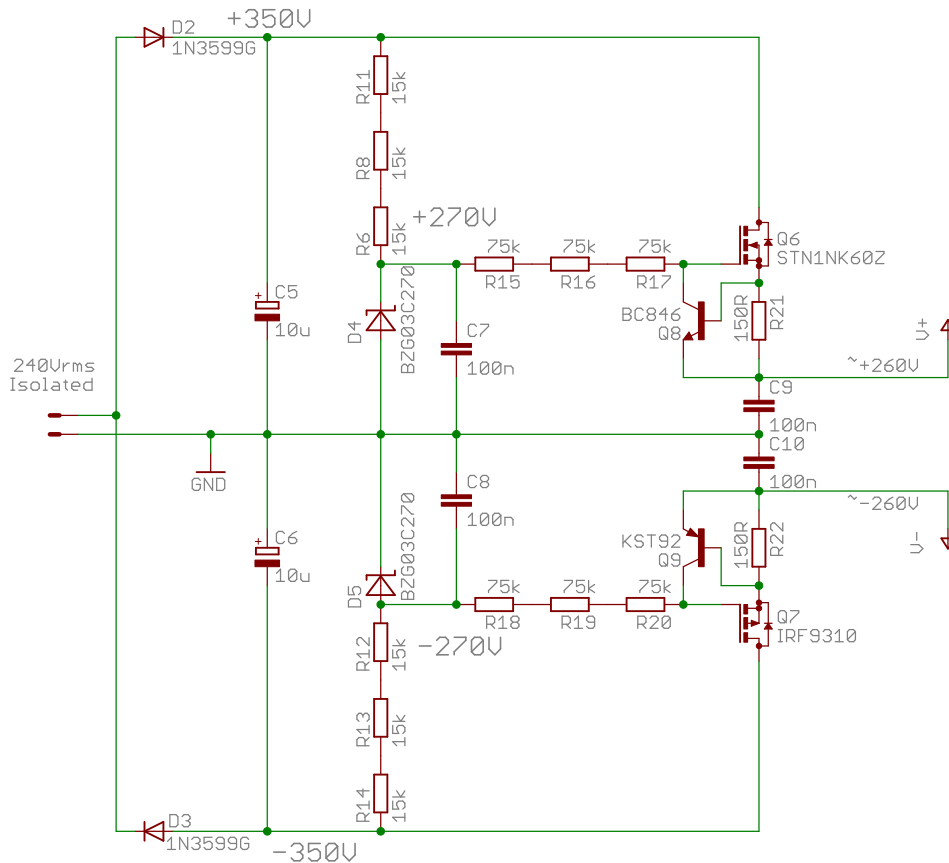 +350V
D2
1N3599G
R11
15k
R8
15k
R6
15k
+270V
75k
75k
75k
R15
R16
R17
Q6
STN1NK60Z
C5
+
10u
D4
BZG03C270
C7
100n
BC846
Q8
150R
R21
V+
~+260V
240Vrms
Isolated
C9
100n
GND
C10
100n
C8
100n
~-260V
C6
+
10u
D5
BZG03C270
KST92
Q9
150R
R22
V-
75k
75k
75k
R18
R19
R20
Q7
IRF9310
-270V
R12
15k
R13
15k
R14
15k
D3
1N3599G
-350V